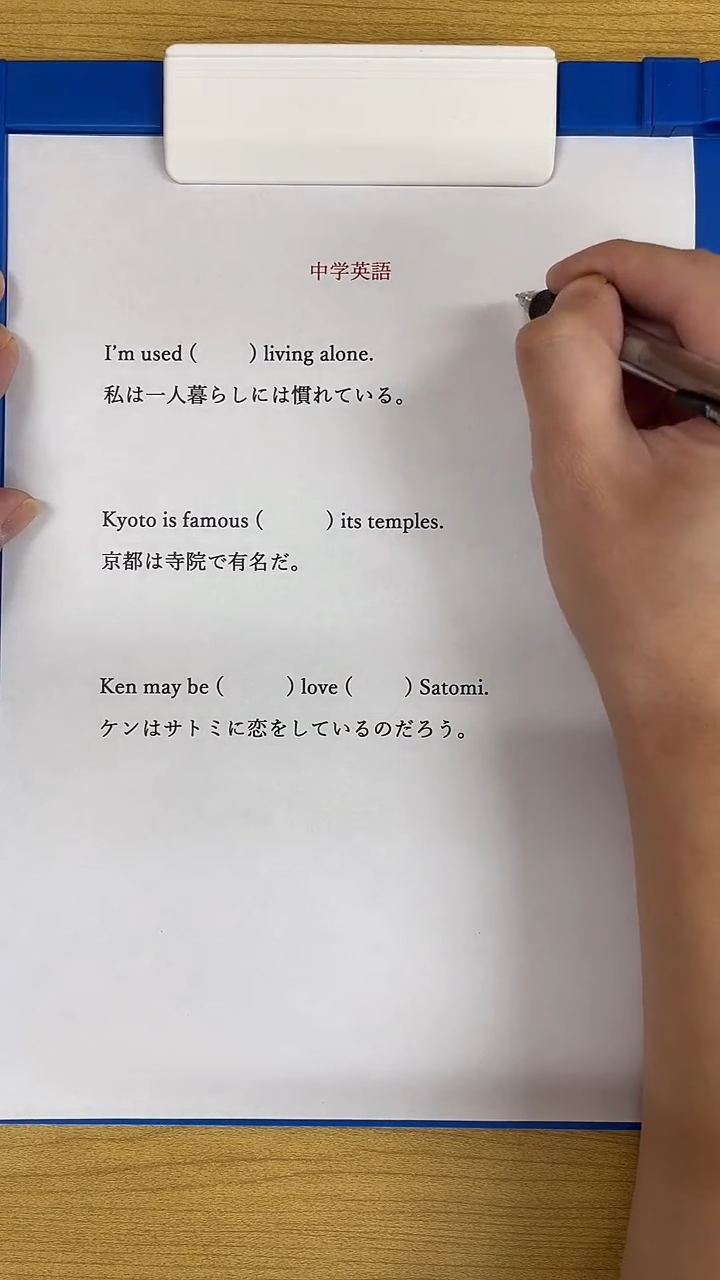 中学英語
I'm used (　　) living alone.
私は一人暮らしには慣れている。
Kyoto is famous (　　) its temples.
京都は寺院で有名だ。
Ken may be (　　) love (　　) Satomi.
ケンはサトミに恋をしているのだろう。